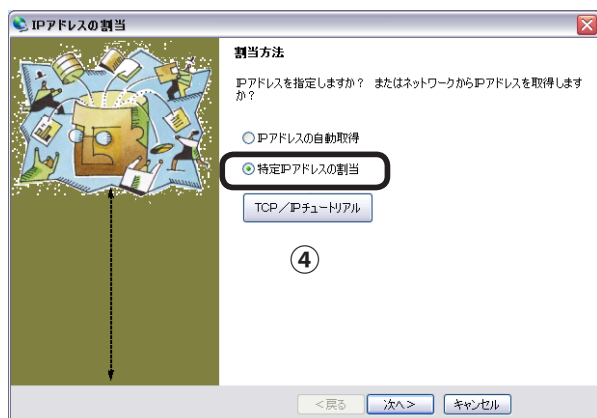 IPアドレスの割当
割当方法
IPアドレスを指定しますか？ またはネットワークからIPアドレスを取得します
か？
IPアドレスの自動取得
特定IPアドレスの割当
TCP／IPチュートリアル
④
＜戻る 次へ＞ キャンセル